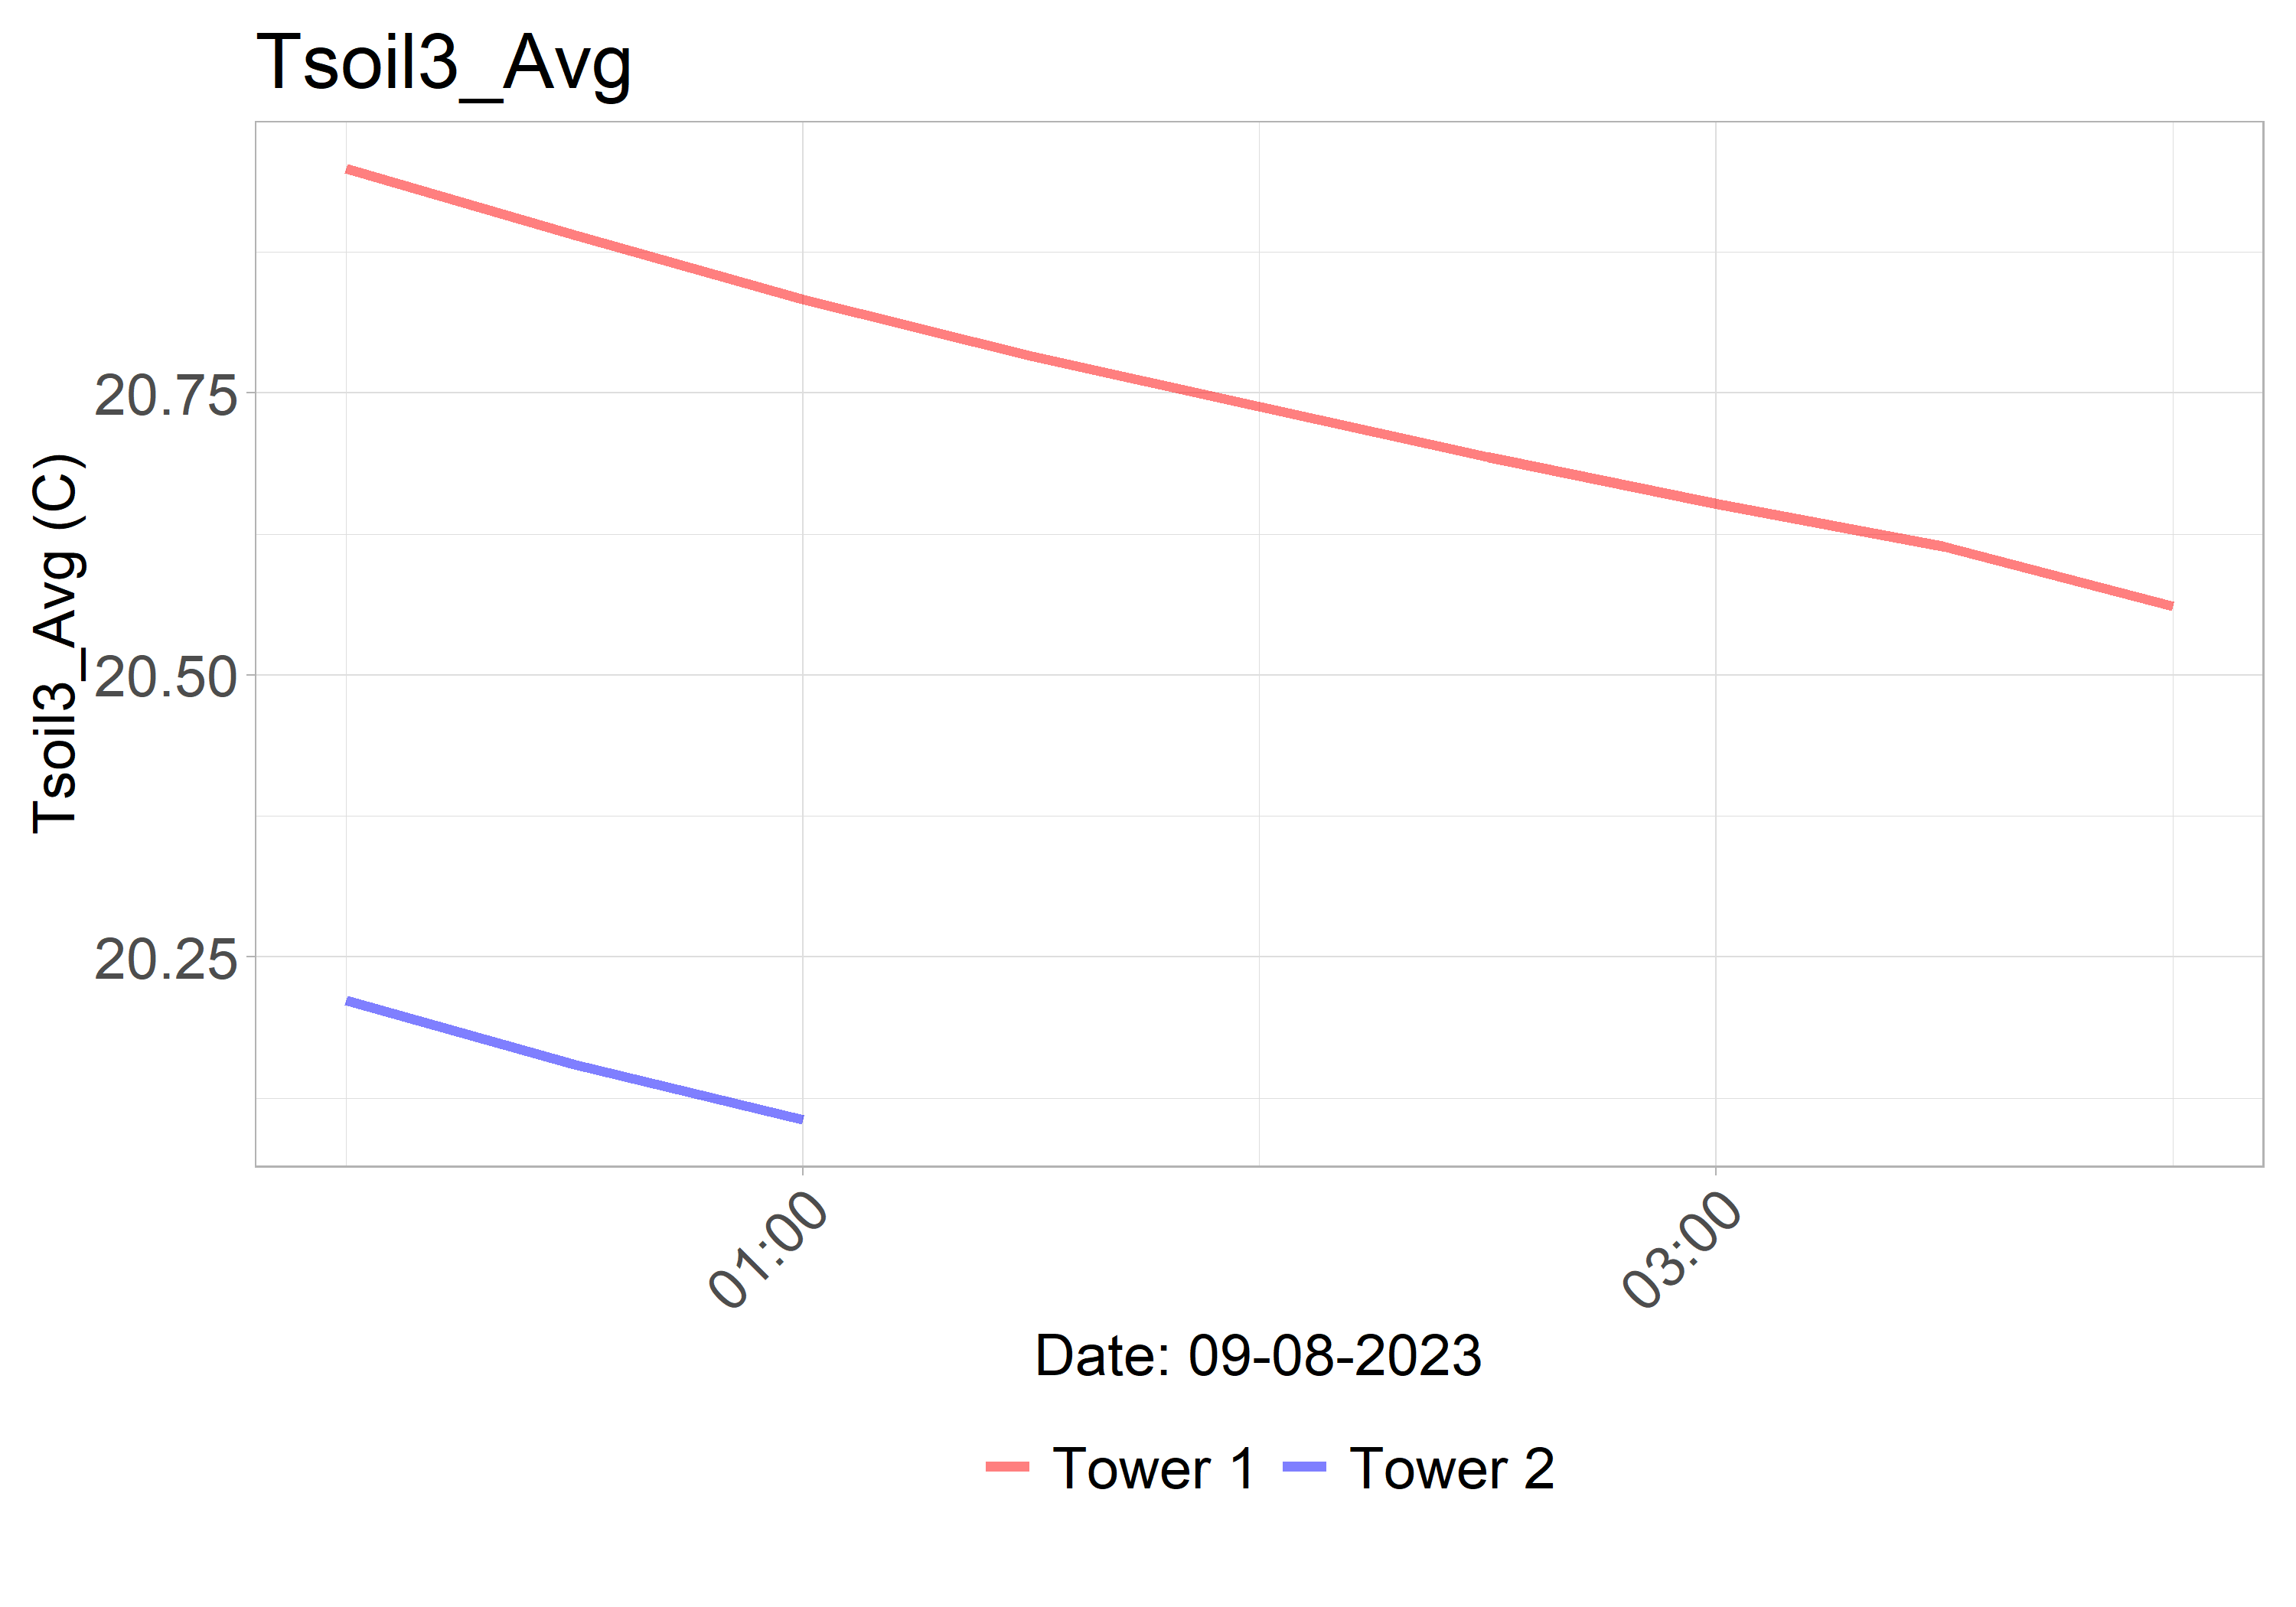 Tsoil3_Avg
Tsoil3_Avg (C)
20.75
20.50
20.25
01:00
03:00
Date: 09-08-2023
Tower 1
Tower 2